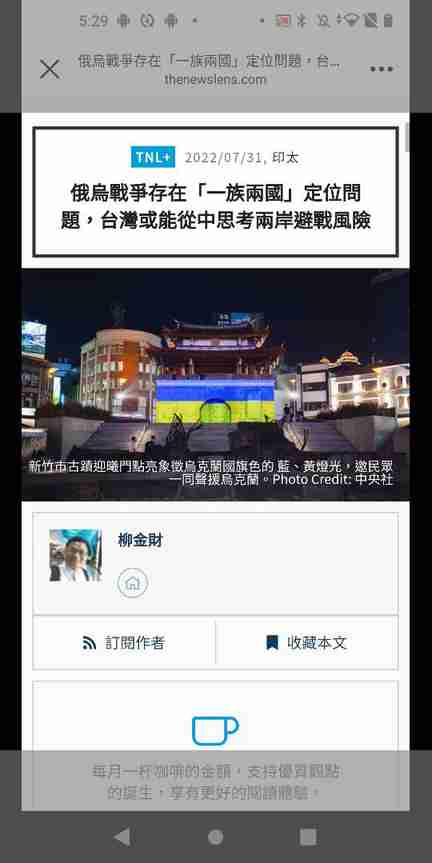 5:29
俄烏戰爭存在「一族兩國」定位問題，台...
thenewslens.com
TNL+ 2022/07/31, 印太
俄烏戰爭存在「一族兩國」定位問
題，台灣或能從中思考兩岸避戰風險
新竹市古蹟迎曦門點亮象徵烏克蘭國旗色的 藍、黃燈光，邀民眾
一同聲援烏克蘭。Photo Credit: 中央社
柳金財
訂閱作者
收藏本文
每月一杯咖啡的金額，支持優質觀點
的誕生，享有更好的閱讀體驗。